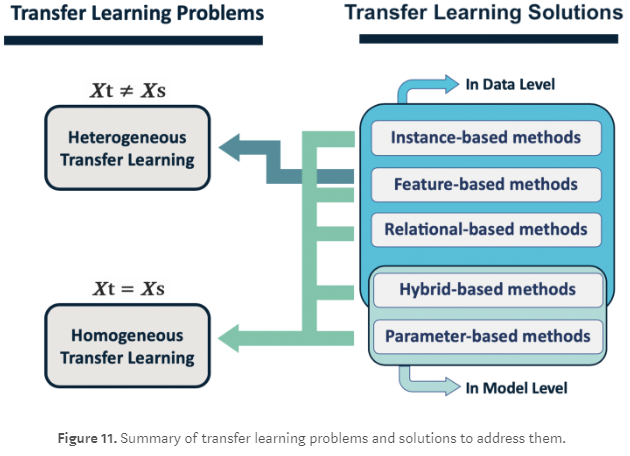 Transfer Learning Problems
Transfer Learning Solutions
Xt ≠ Xs
Heterogeneous
Transfer Learning
Xt = Xs
Homogeneous
Transfer Learning
In Data Level
Instance-based methods
Feature-based methods
Relational-based methods
Hybrid-based methods
Parameter-based methods
In Model Level
Figure 11. Summary of transfer learning problems and solutions to address them.